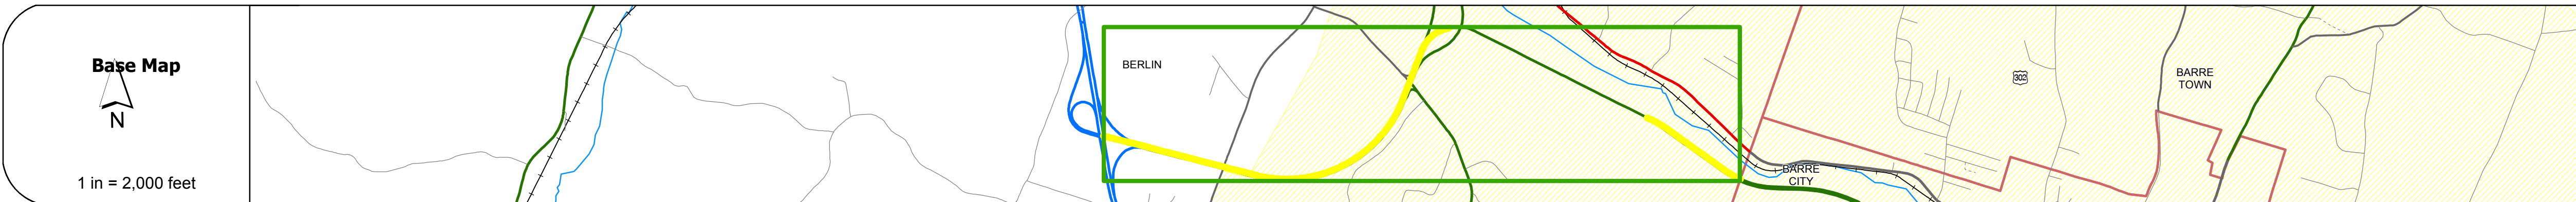 Base Map
N
1 in = 2,000 feet
BERLIN
BARRE
CITY
302
BARRE
TOWN